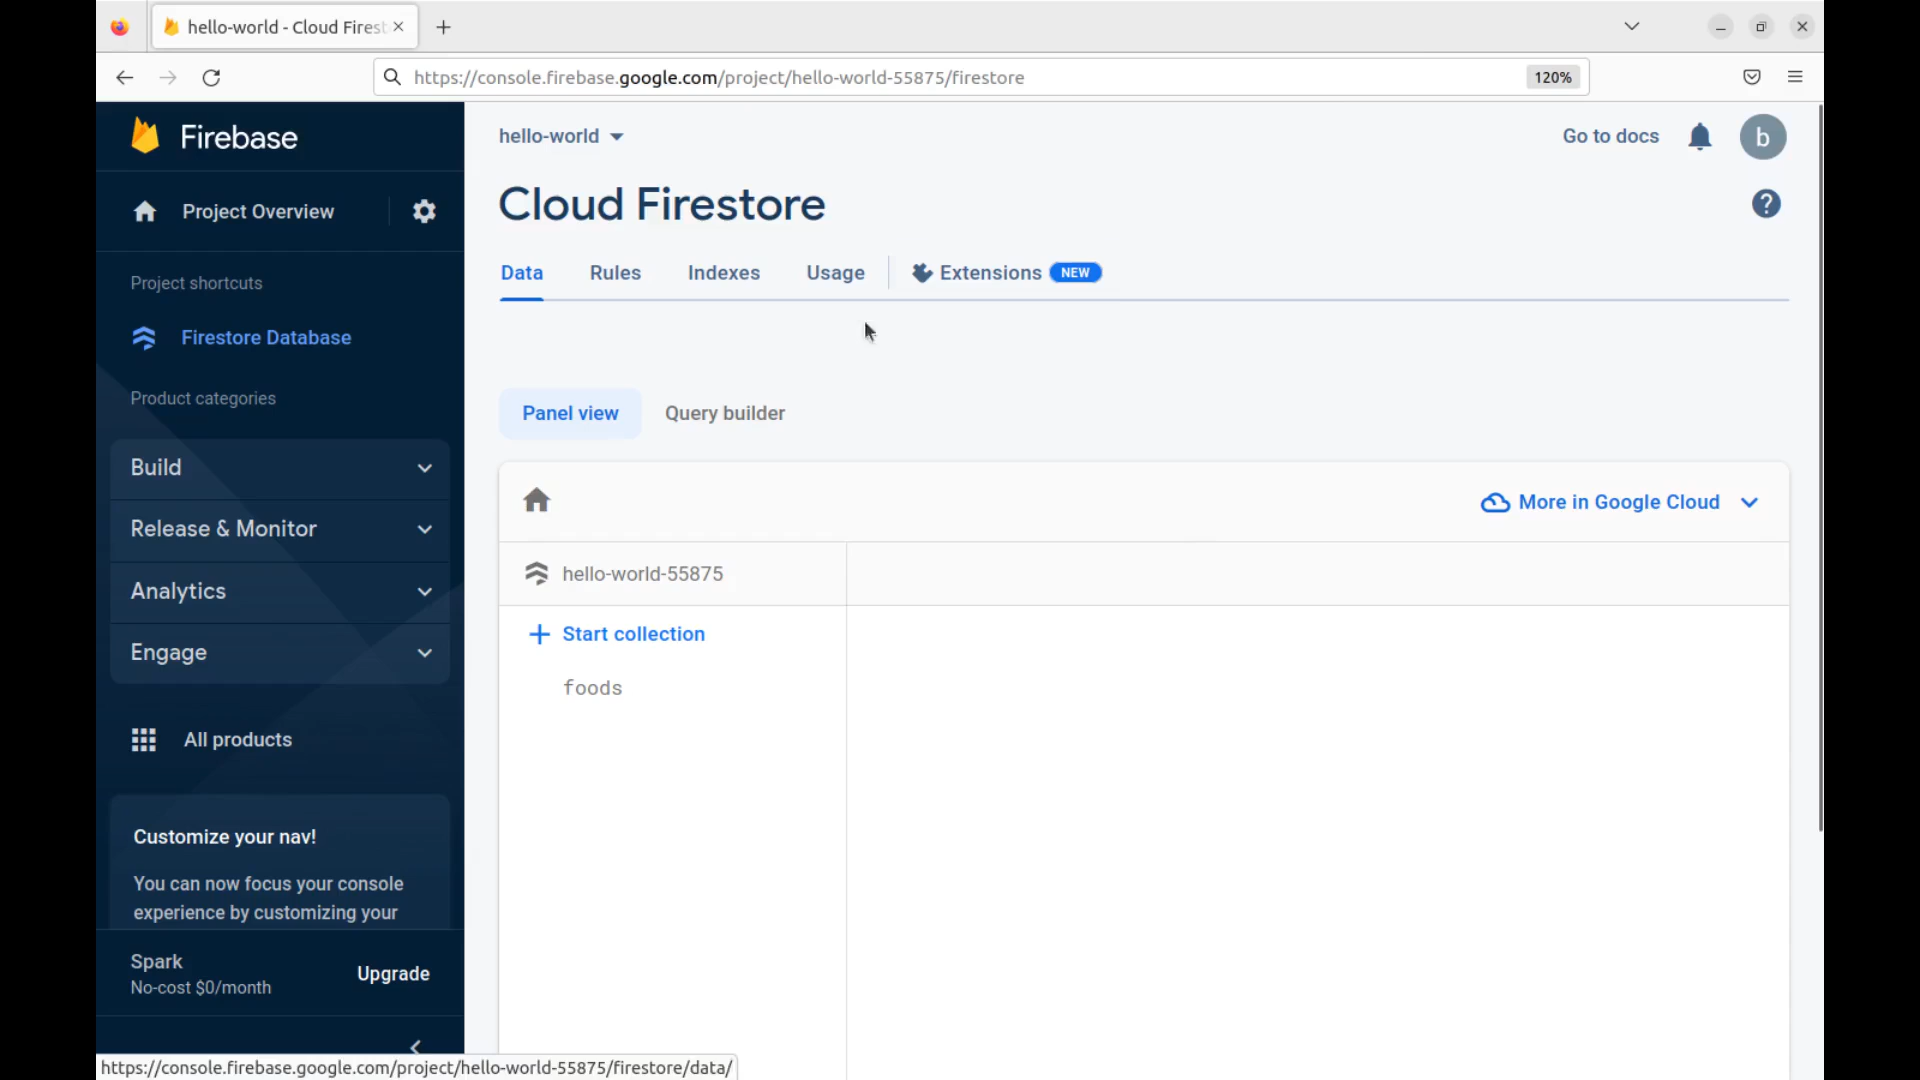 hello-world - Cloud Firest
https://console.firebase.google.com/project/hello-world-55875/firestore
120%
Firebase
hello-world
Go to docs
b
Project Overview
Cloud Firestore
?
Data
Rules
Indexes
Usage
Extensions
NEW
Project shortcuts
Firestore Database
Product categories
Panel view
Query builder
Build
Release & Monitor
Analytics
Engage
More in Google Cloud
hello-world-55875
Start collection
foods
All products
Customize your nav!
You can now focus your console
experience by customizing your
Spark
No-cost $0/month
Upgrade
https://console.firebase.google.com/project/hello-world-55875/firestore/data/